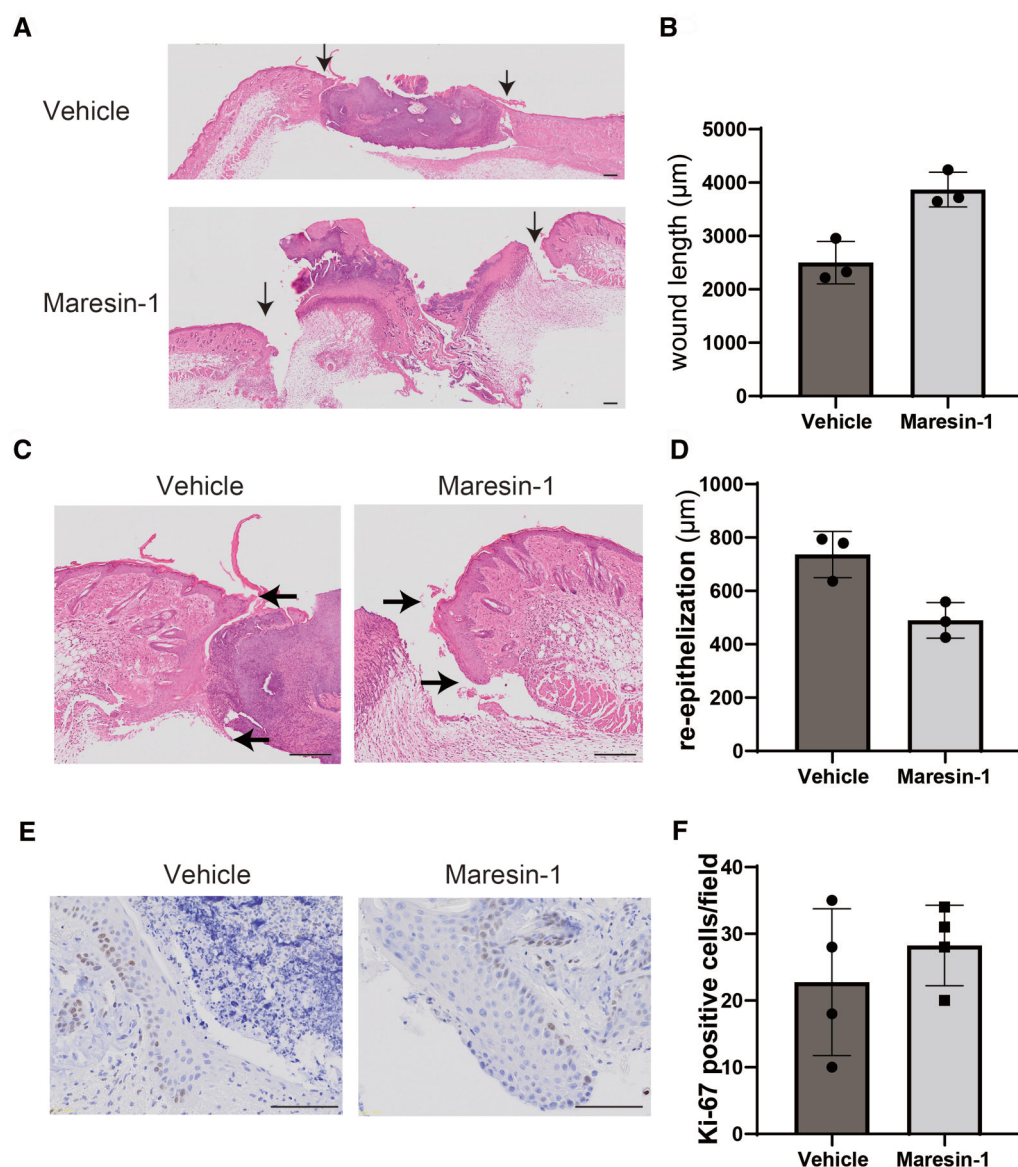 A
Vehicle
Maresin-1
B
wound length (µm)
5000
4000
3000
2000
1000
0
Vehicle Maresin-1
C
Vehicle Maresin-1
D
re-epithelization (µm)
1000
800
600
400
200
0
Vehicle Maresin-1
E
Vehicle Maresin-1
F
Ki-67 positive cells/field
40
30
20
10
0
Vehicle Maresin-1